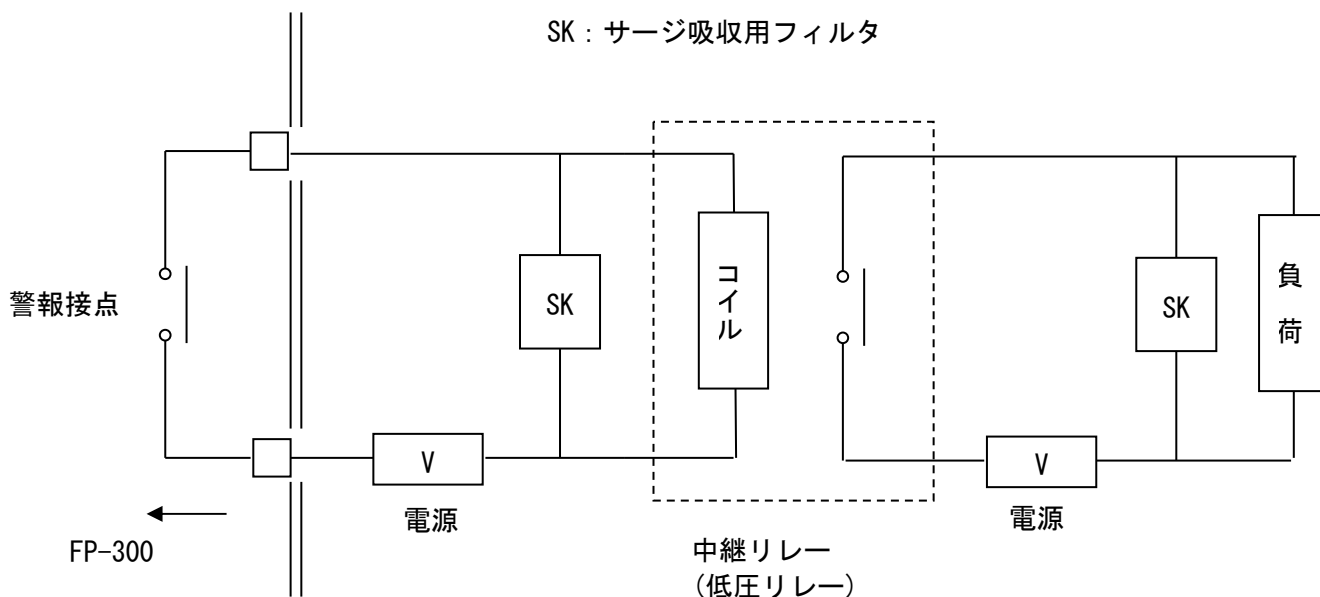 SK：サージ吸収用フィルタ
警報接点
SK
コイル
SK
負荷
V
電源
V
電源
FP-300
中継リレー
(低圧リレー)